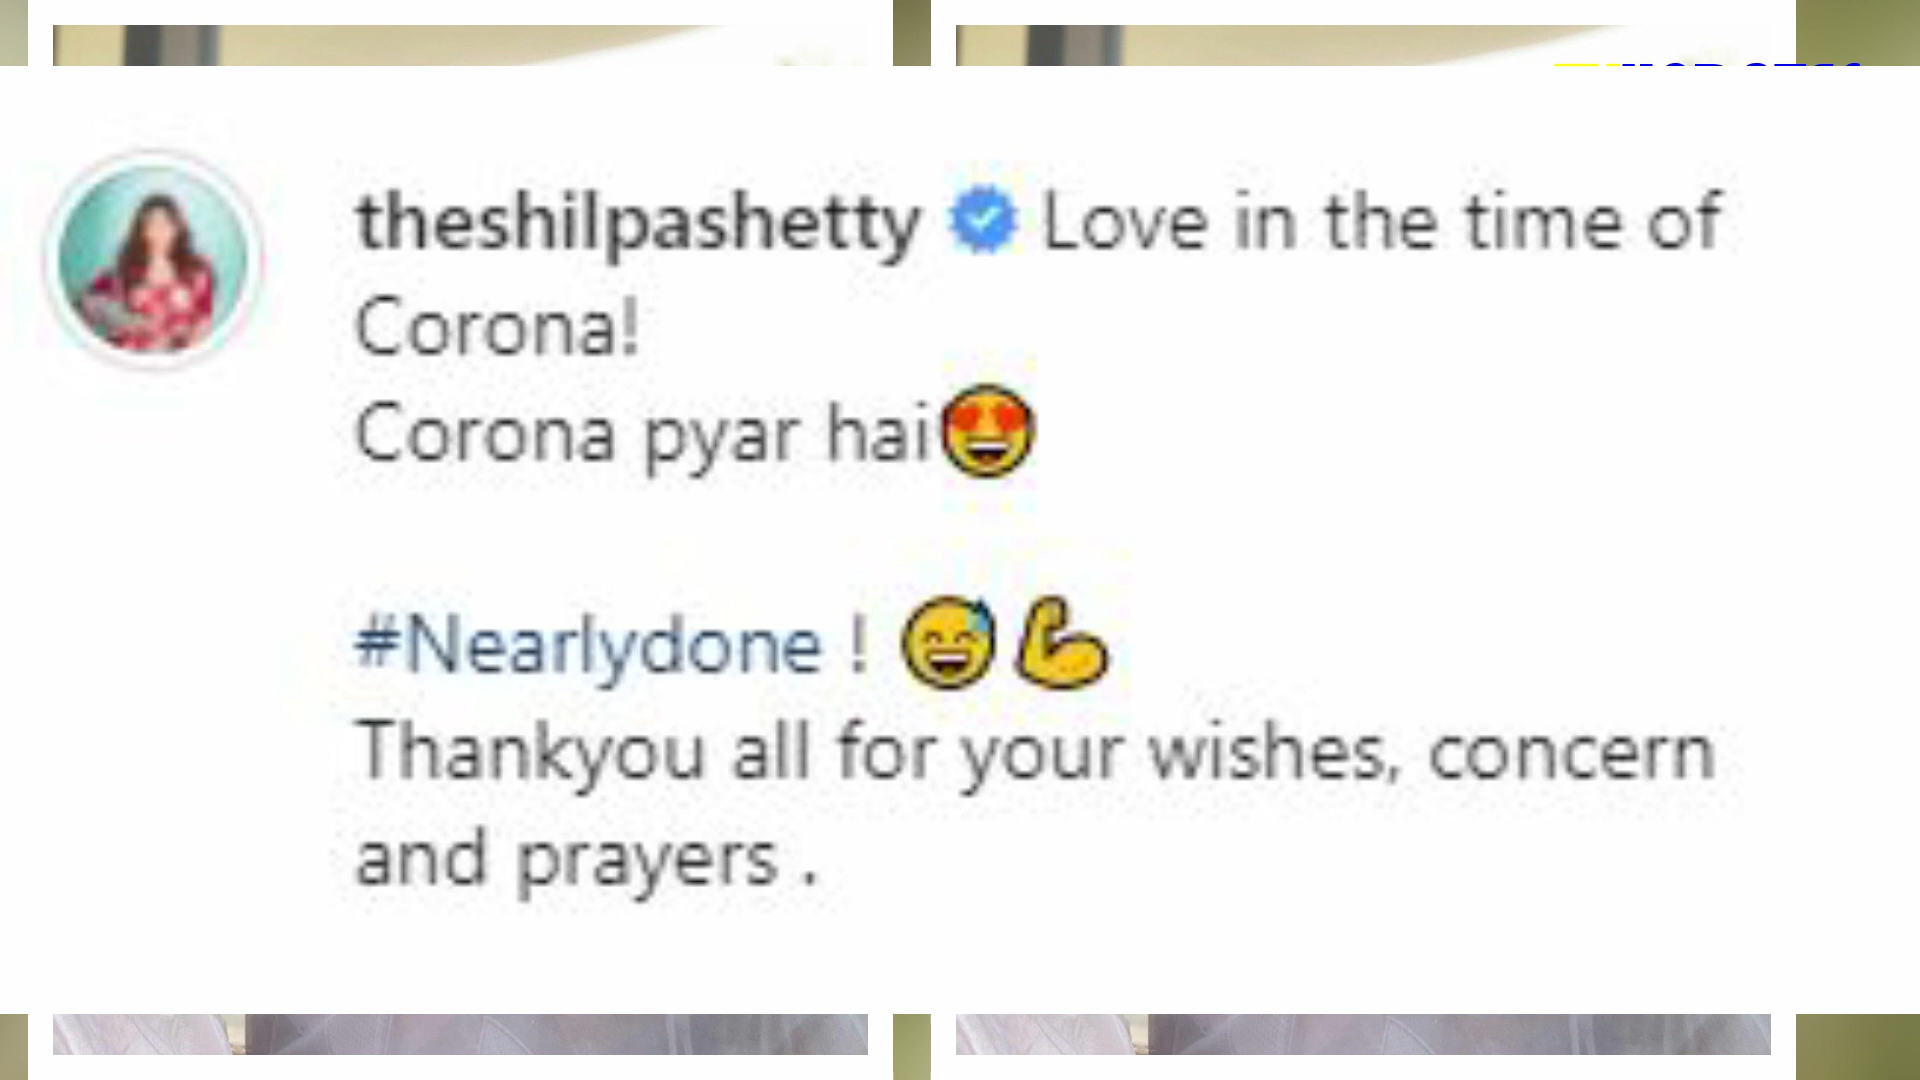 theshilpashetty Love in the time of
Corona!
Corona pyar hai😍
#Nearlydone ! 😅💪
Thankyou all for your wishes, concern
and prayers .